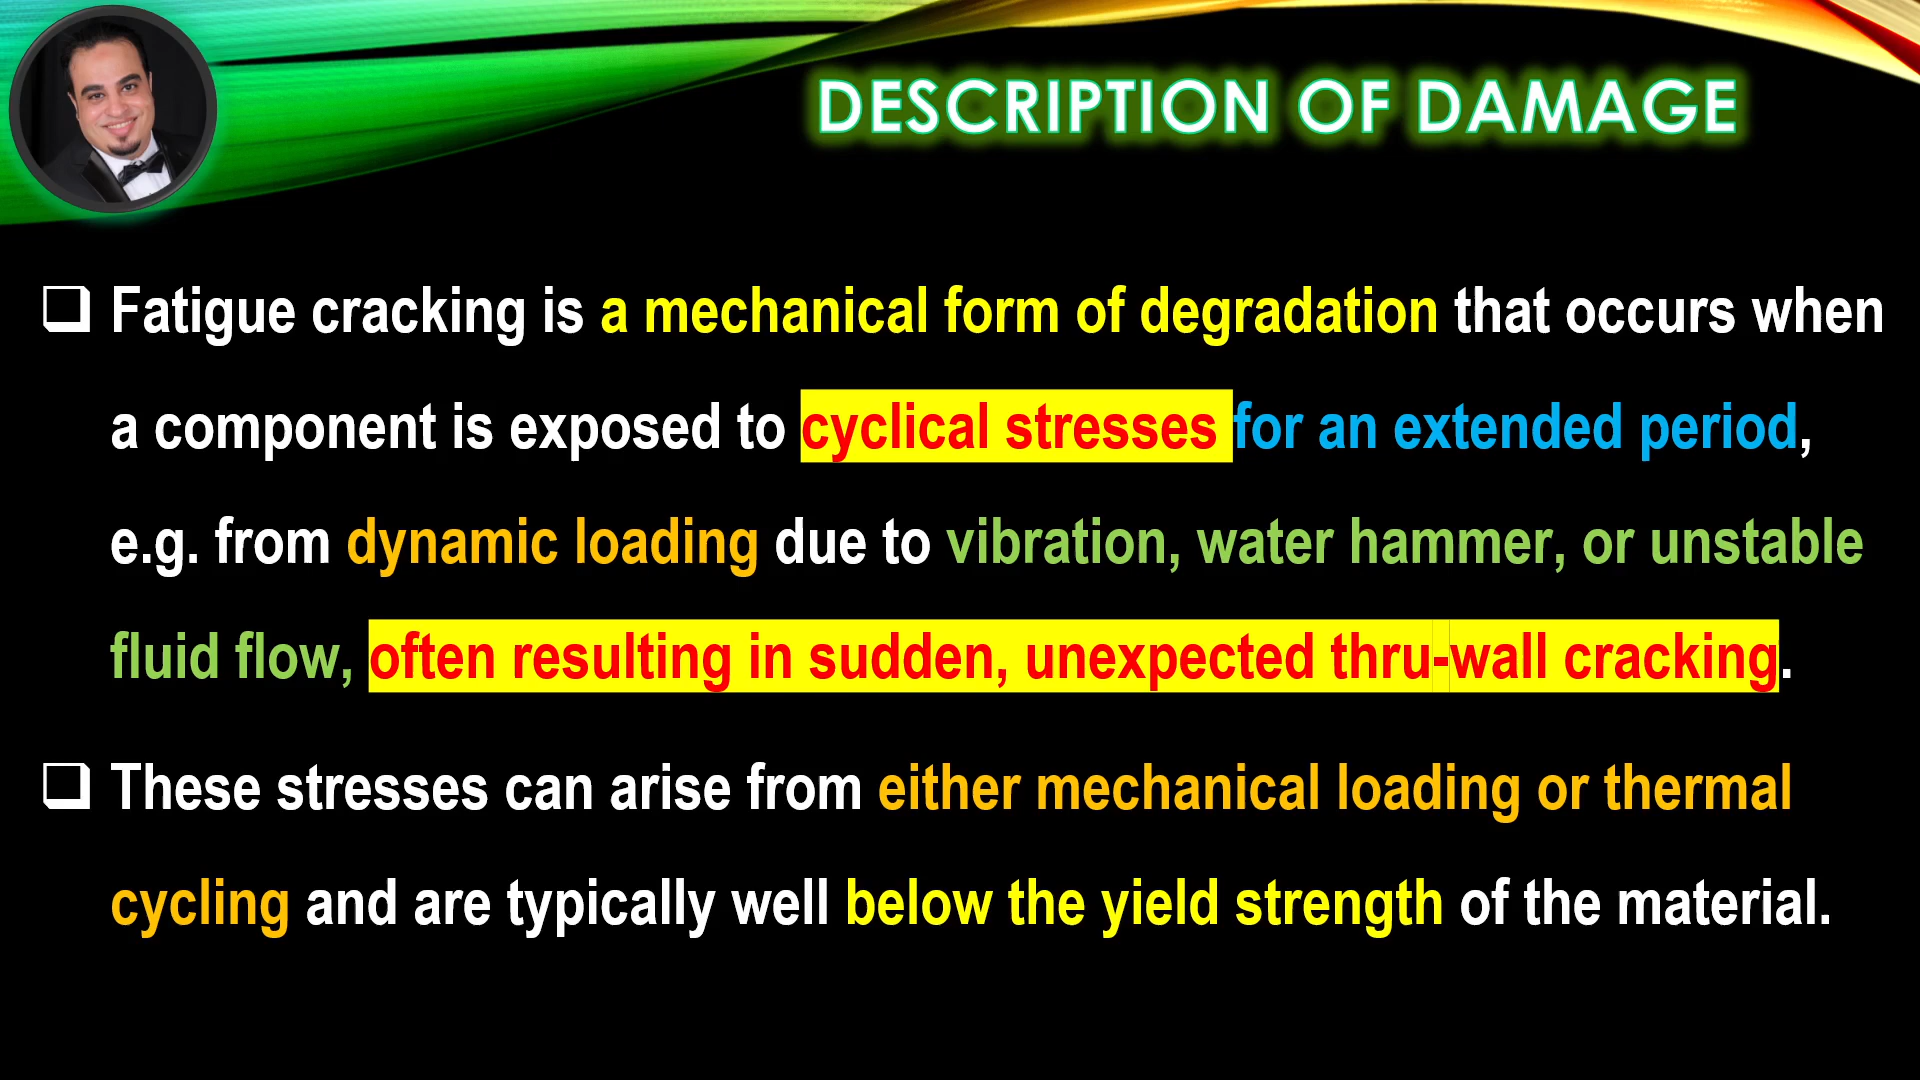 DESCRIPTION OF DAMAGE
❑ Fatigue cracking is a mechanical form of degradation that occurs when
a component is exposed to cyclical stresses for an extended period,
e.g. from dynamic loading due to vibration, water hammer, or unstable
fluid flow, often resulting in sudden, unexpected thru-wall cracking.
❑ These stresses can arise from either mechanical loading or thermal
cycling and are typically well below the yield strength of the material.